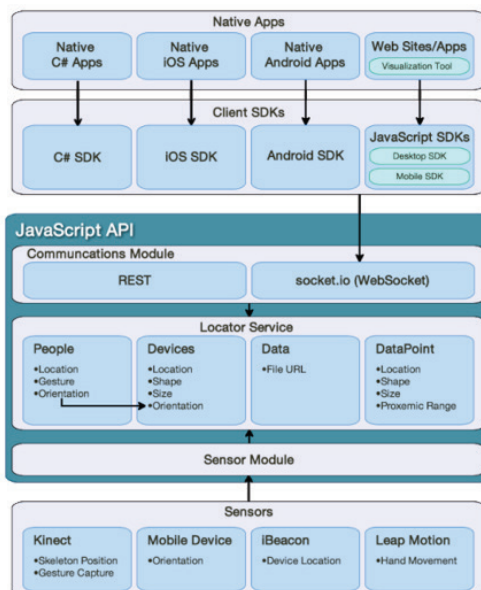 Native Apps
Native
C# Apps
Native
iOS Apps
Native
Android Apps
Web Sites/Apps
Visualization Tool
Client SDKs
C# SDK
iOS SDK
Android SDK
JavaScript SDKs
Desktop SDK
Mobile SDK
JavaScript API
Communcations Module
REST
socket.io (WebSocket)
Locator Service
People
•Location
•Gesture
•Orientation
Devices
•Location
•Shape
•Size
•Orientation
Data
•File URL
DataPoint
•Location
•Shape
•Size
•Proxemic Range
Sensor Module
Sensors
Kinect
•Skeleton Position
•Gesture Capture
Mobile Device
•Orientation
iBeacon
•Device Location
Leap Motion
•Hand Movement